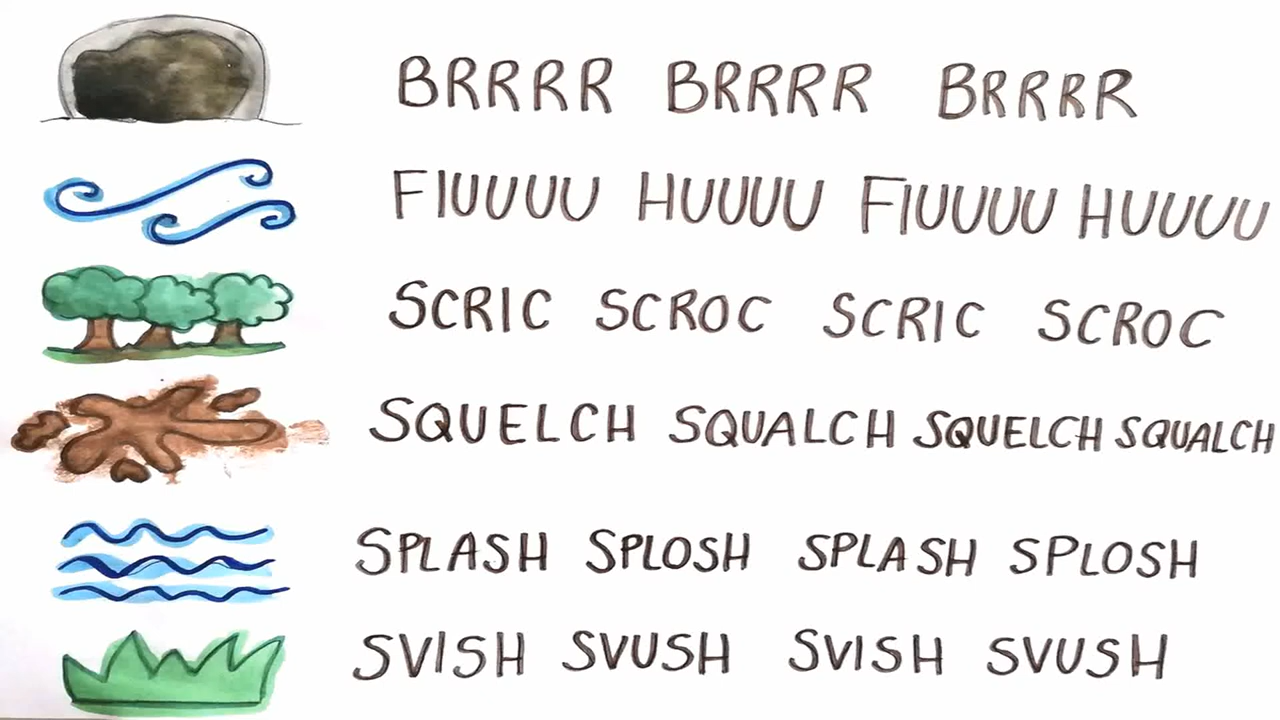 BRRRR BRRRR BRRRR
FIUUUU HUUUU FIUUUU HUUUU
SCRIC SCROC SCRIC SCROC
SQUELCH SQUALCH SQUELCH SQUALCH
SPLASH SPLOSH SPLASH SPLOSH
SVISH SVUSH SVISH SVUSH